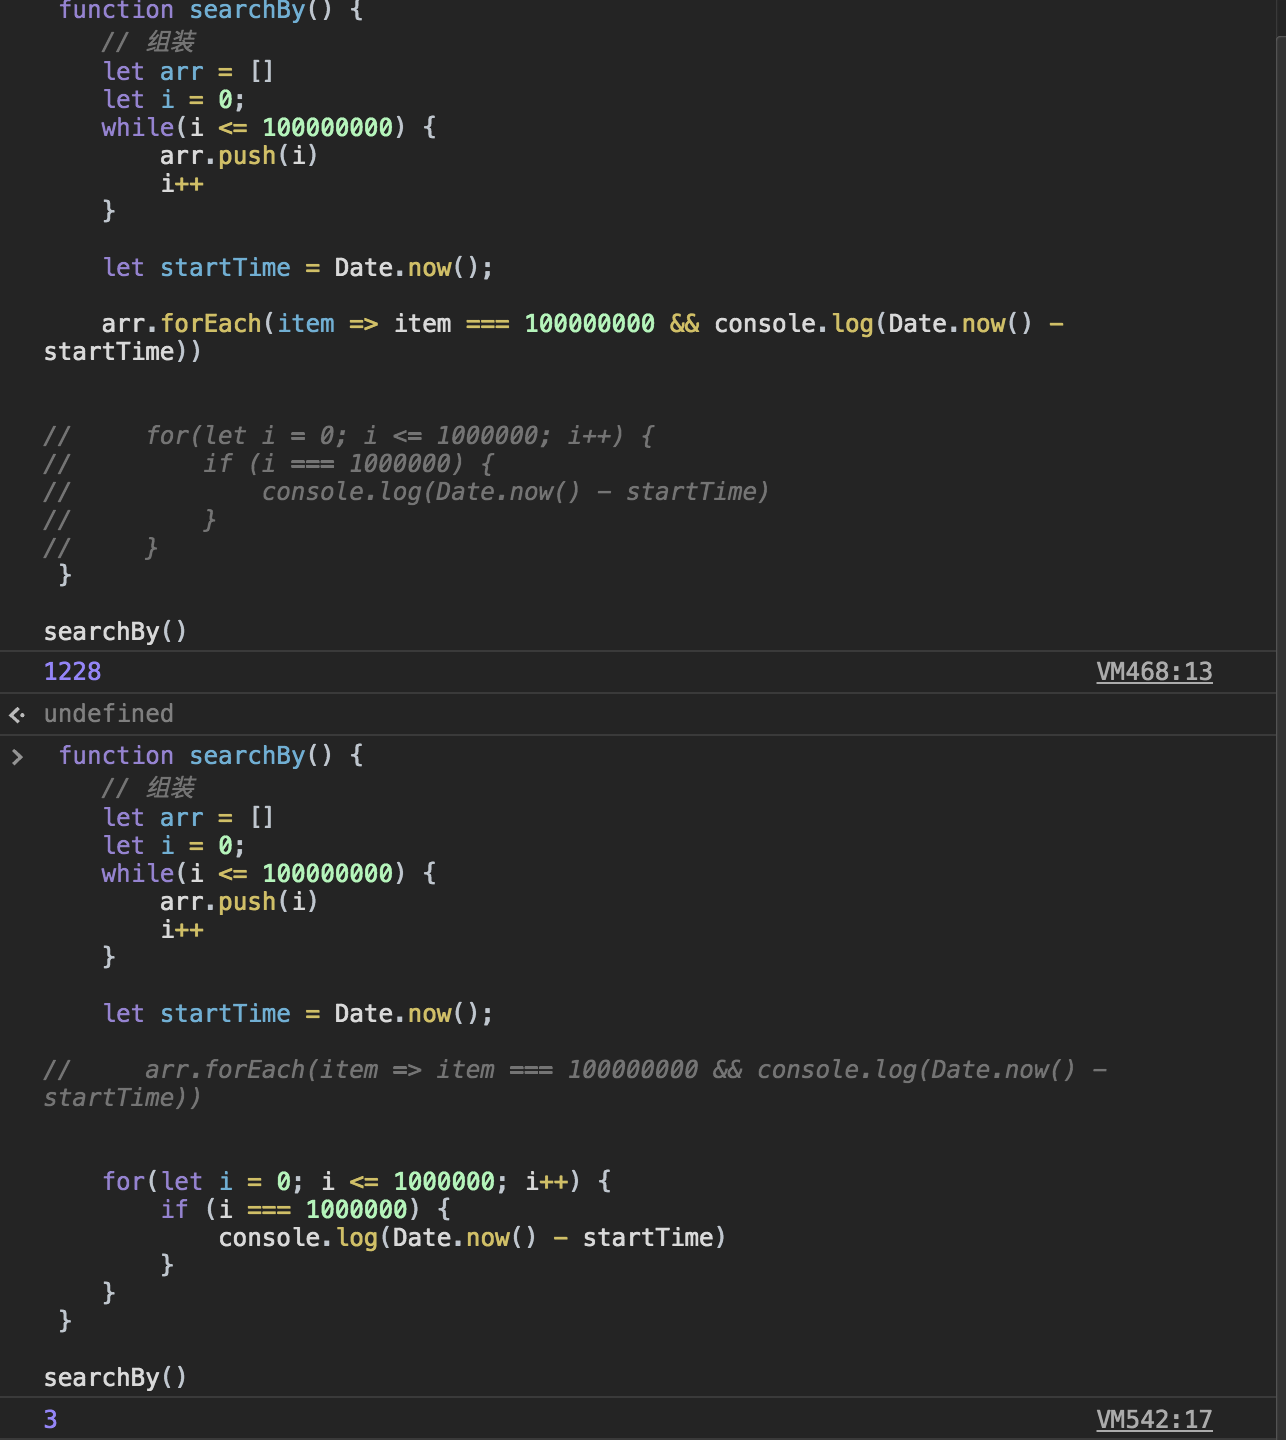 function searchBy() {
// 组装
let arr = []
let i = 0;
while(i <= 100000000) {
arr.push(i)
i++
}
let startTime = Date.now();
arr.forEach(item => item === 100000000 && console.log(Date.now() -
startTime))
//     for(let i = 0; i <= 1000000; i++) {
//         if (i === 1000000) {
//             console.log(Date.now() - startTime)
//         }
//     }
}
searchBy()
1228 VM468:13
undefined
function searchBy() {
// 组装
let arr = []
let i = 0;
while(i <= 100000000) {
arr.push(i)
i++
}
let startTime = Date.now();
//     arr.forEach(item => item === 100000000 && console.log(Date.now() -
startTime))
for(let i = 0; i <= 1000000; i++) {
if (i === 1000000) {
console.log(Date.now() - startTime)
}
}
}
searchBy()
3 VM542:17